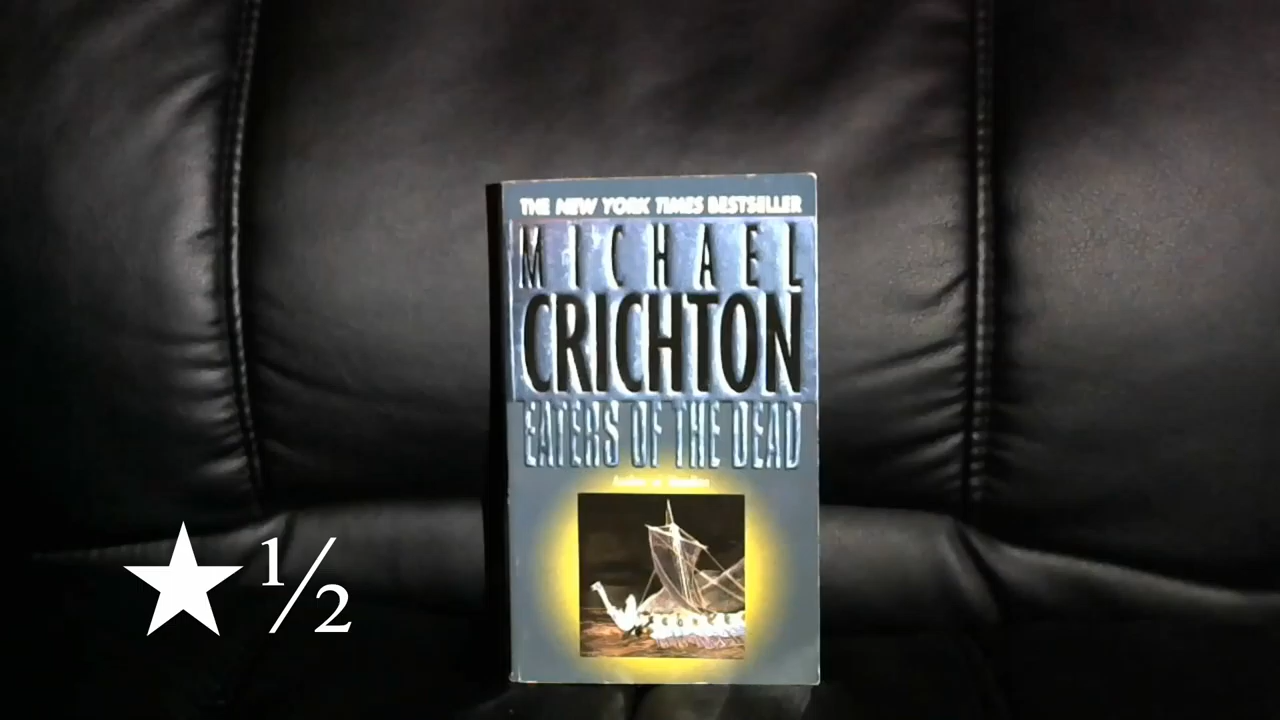 THE NEW YORK TIMES BESTSELLER
MICHAEL
CRICHTON
EATERS OF THE DEAD
★ ½